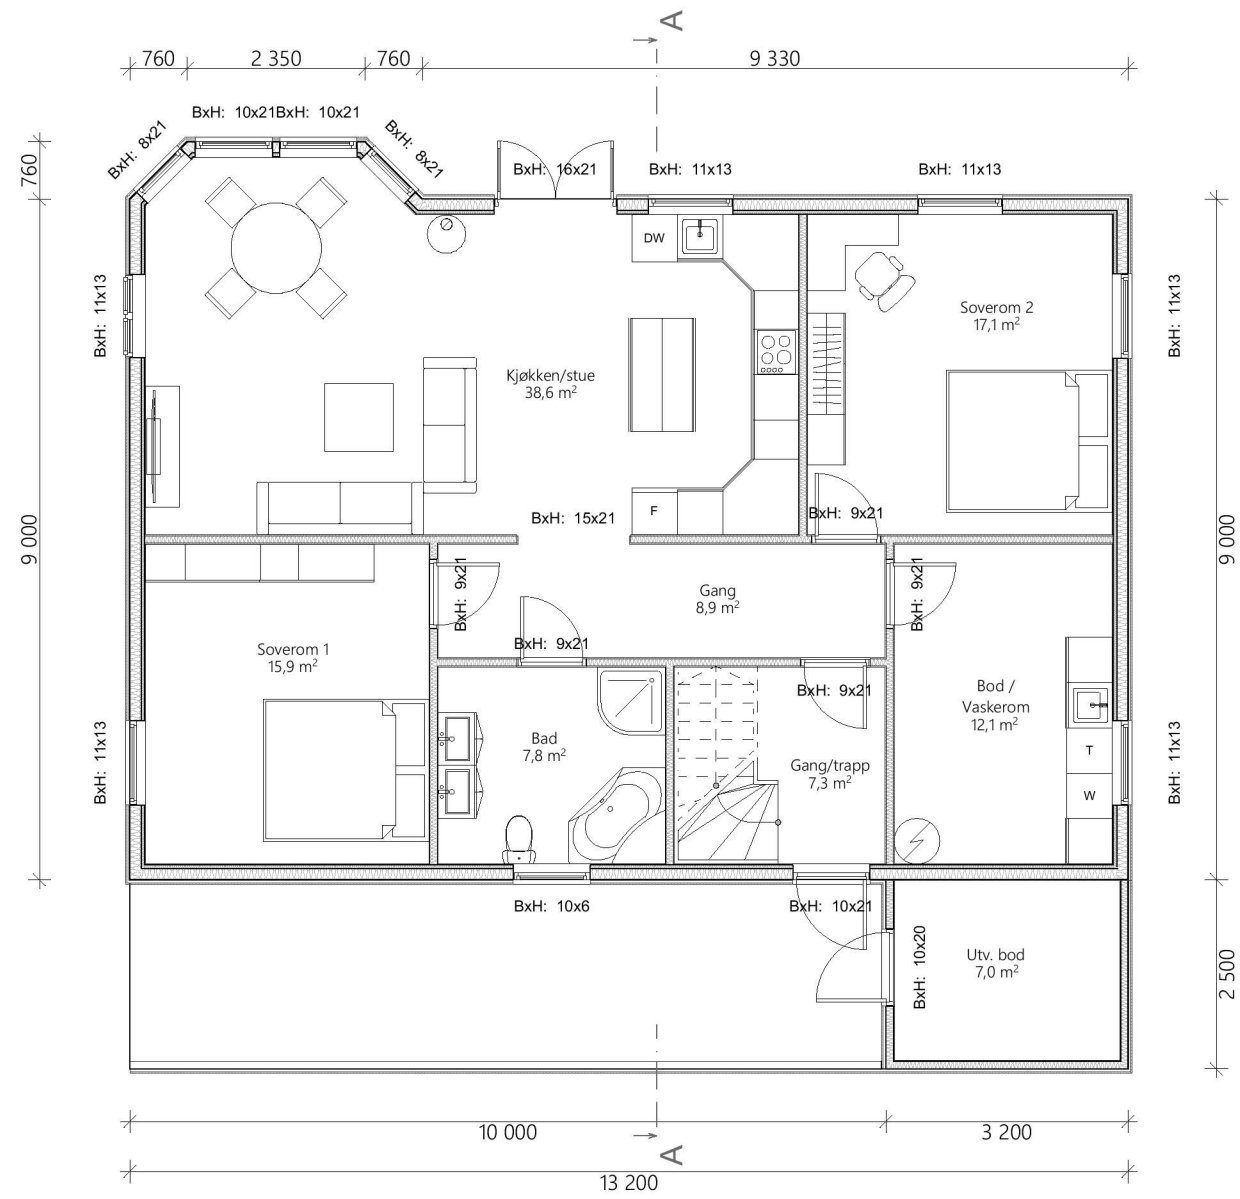 A
760
2 350
760
9 330
BxH: 10x21
BxH: 10x21
BxH: 8x21
BxH: 8x21
BxH: 16x21
BxH: 11x13
BxH: 11x13
760
DW
BxH: 11x13
BxH: 11x13
Soverom 2
17,1 m²
Kjøkken/stue
38,6 m²
F
BxH: 15x21
BxH: 9x21
9 000
9 000
BxH: 9x21
BxH: 9x21
Gang
8,9 m²
BxH: 9x21
Soverom 1
15,9 m²
BxH: 9x21
Bod /
Vaskerom
12,1 m²
BxH: 11x13
BxH: 11x13
Bad
7,8 m²
Gang/trapp
7,3 m²
T
W
BxH: 10x6
BxH: 10x21
BxH: 10x20
Utv. bod
7,0 m²
2 500
10 000
3 200
A
13 200